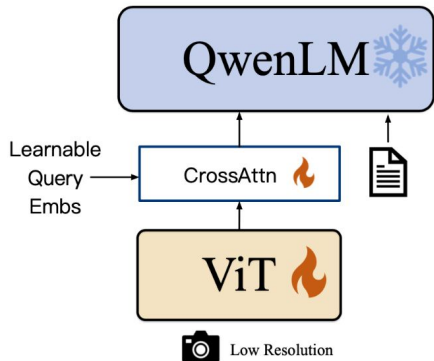 QwenLM
Learnable
Query
Embs
CrossAttn
ViT
Low Resolution